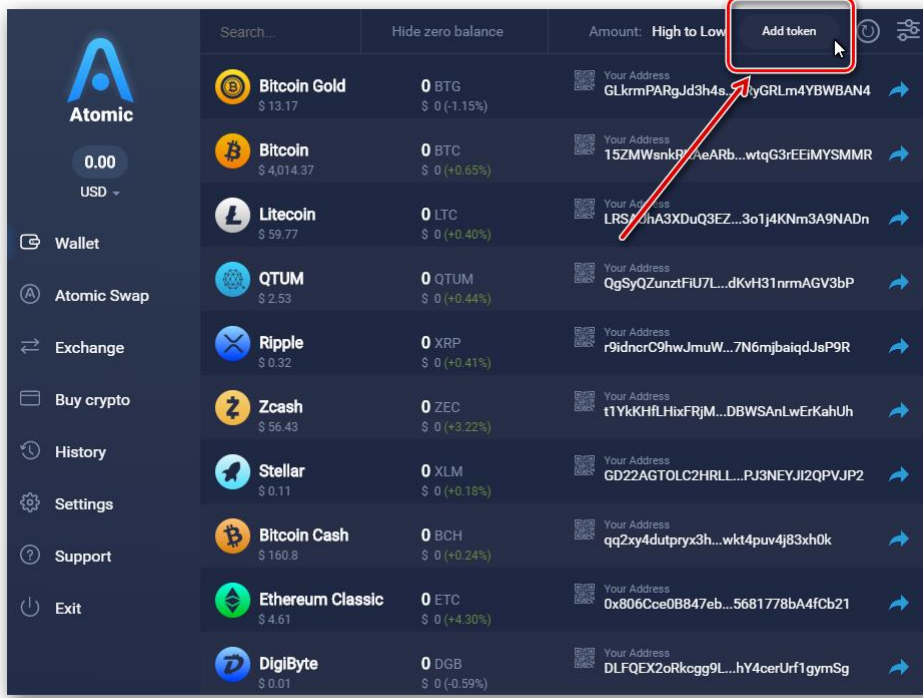 Search...
Hide zero balance
Amount: High to Low
Add token
Atomic
0.00
USD
Wallet
Atomic Swap
Exchange
Buy crypto
History
Settings
Support
Exit
Bitcoin Gold 0 BTG Your Address
$ 13.17 $ 0 (-1.15%) GLkrmPARgJd3h4s... RyGRLm4YBWBAN4
Bitcoin 0 BTC Your Address
$ 4,014.37 $ 0 (+0.65%) ...wtqG3rEEiMYSMMR
Litecoin 0 LTC Your Address
$ 59.77 $ 0 (+0.40%) ...3o1j4KNm3A9NADn
QTUM 0 QTUM Your Address
$ 2.53 $ 0 (+0.44%) QgSyQZunztFiU7L...dKvH31nrmAGV3bP
Ripple 0 XRP Your Address
$ 0.32 $ 0 (+0.41%) r9idncrC9hwJmuW...7N6mjbaiqdJsP9R
Zcash 0 ZEC Your Address
$ 56.43 $ 0 (+3.22%) t1YkKHfLHixFRjM...DBWSAnLwErKahUh
Stellar 0 XLM Your Address
$ 0.11 $ 0 (+0.18%) GD22AGTOLC2HRLL...PJ3NEYJI2QPVJP2
Bitcoin Cash 0 BCH Your Address
$ 160.8 $ 0 (+0.24%) qq2xy4dutpryx3h...wkt4puv4j83xh0k
Ethereum Classic 0 ETC Your Address
$ 4.61 $ 0 (+4.30%) 0x806Cce0B847eb...5681778bA4fCb21
DigiByte 0 DGB Your Address
$ 0.01 $ 0 (-0.59%) DLFQEX2oRkcgg9L...hY4cerUrf1gymSg